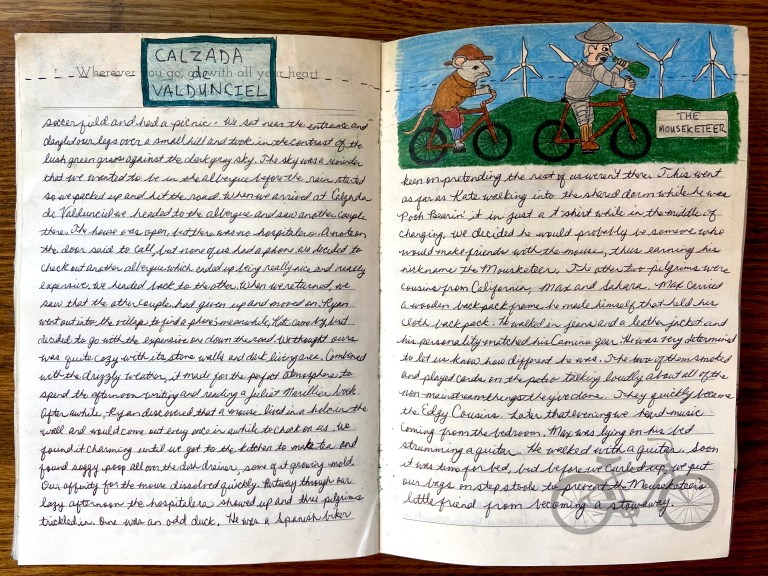 Wherever you go, go with all your heart
CALZADA
de
VALDUNCIEL
soccer field and had a picnic. We sat near the entrance and
dangled our legs over a small hill and took in the contrast of the
lush green grass against the dark gray sky. The sky was a reminder
that we wanted to be in the albergue before the rain started
so we packed up and hit the road. When we arrived at Calzada
de Valdunciel we headed to the albergue and saw another couple
there. The house was open, but there was no hospitalera. A note on
the door said to call, but none of us had a phone. We decided to
check out another albergue which ended up being really nice and really
expensive. We headed back to the other. When we returned, we
saw that the other couple had given up and moved on. Ryan
went out into the village to find a phone. Meanwhile, Kat came by but
decided to go with the expensive one down the road. We thought ours
was quite cozy with its stone walls and dark living area. Combined
with the drizzly weather, it made for the perfect atmosphere to
spend the afternoon writing and reading a Juliet Marillier book.
After awhile Ryan discovered that a mouse lived in a hole in the
wall and would come out every once in awhile to check on us. We
found it charming until we got to the kitchen to make tea and
found soggy poop all over the dish drainer, some of it growing mold.
Our affinity for the mouse dissolved quickly. Partway through our
lazy afternoon the hospitalera showed up and three pilgrims
trickled in. One was an odd duck. He was a Spanish biker
THE
MOUSKETEER
keen on pretending the rest of us weren't there. This went
as far as Kate walking into the shared dorm while he was
Pooh Bearin' it in just a t shirt while in the middle of
changing. We decided he would probably be someone who
would make friends with the mouse, thus earning his
nickname the Mousketeer. The other two pilgrims were
cousins from California, Max and Sahara. Max carried
a wooden back pack frame he made himself that held his
cloth back pack. He walked in jeans and a leather jacket and
his personality matched his Camino gear. He was very determined
to let us know how different he was. The two of them smoked
and played cards on the patio talking loudly about all of the
non-mainstream things they've done. They quickly became
the Edgy Cousins. Later that evening we heard music
coming from the bedroom. Max was lying on his bed
strumming a guitar. He walked with a guitar. Soon
it was time for bed, but before we curled up, we put
our bags on step stools to prevent the Mousketeer's
little friend from becoming a stowaway.